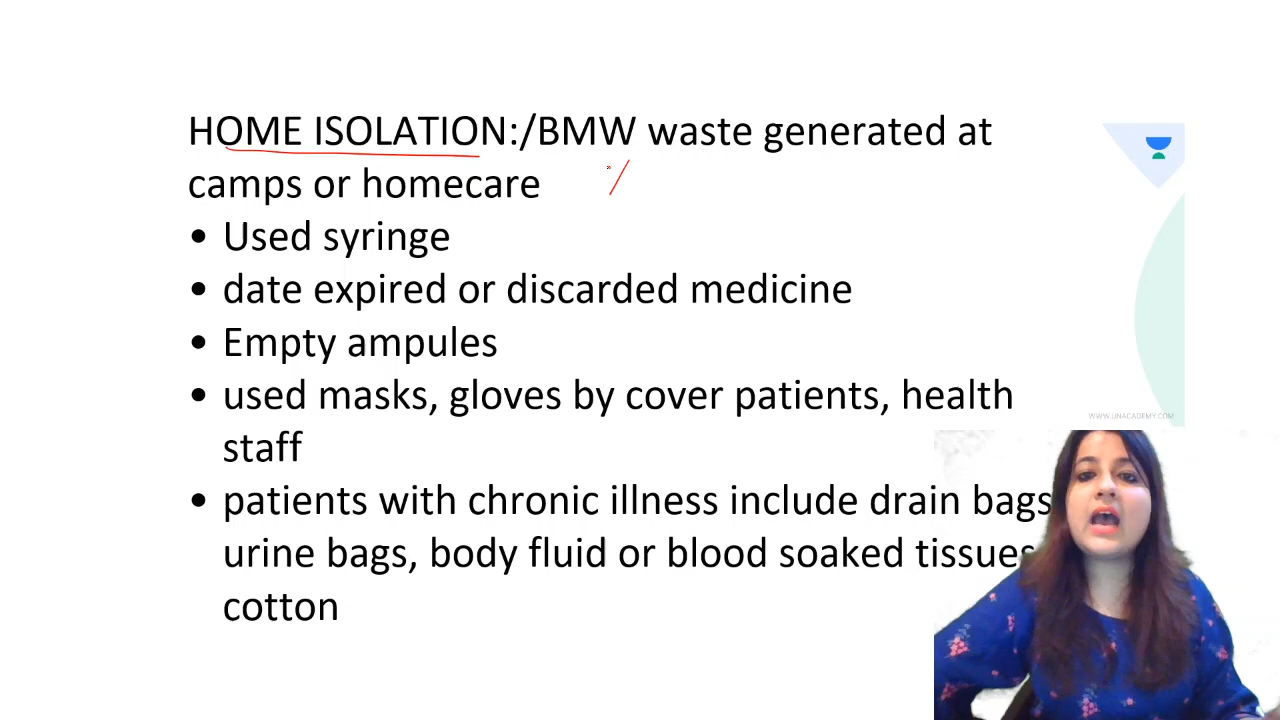 HOME ISOLATION:/BMW waste generated at
camps or homecare
• Used syringe
• date expired or discarded medicine
• Empty ampules
• used masks, gloves by cover patients, health
staff
• patients with chronic illness include drain bags
urine bags, body fluid or blood soaked tissues
cotton
WWW.UNACADEMY.COM